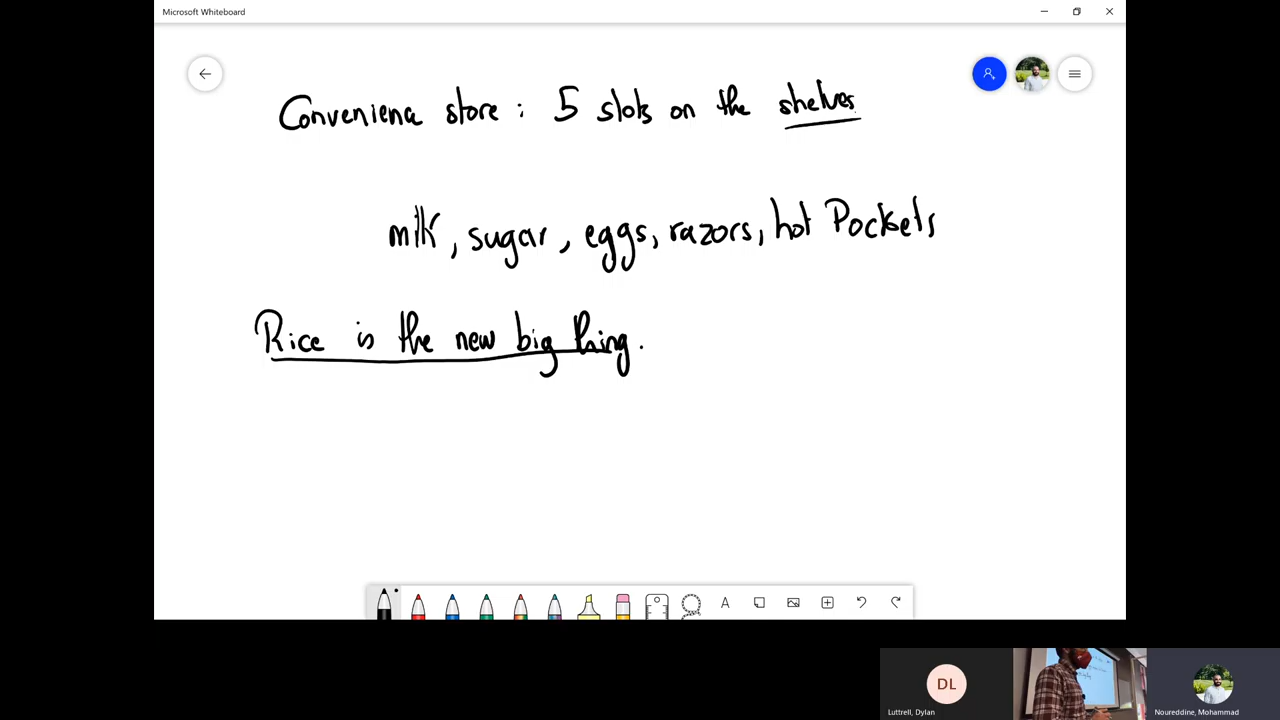 Microsoft Whiteboard
Convenience store : 5 slots on the shelves
milk, sugar, eggs, razors, hot Pockets
Rice is the new big thing.
A
DL
Luttrell, Dylan
Noureddine, Mohammad